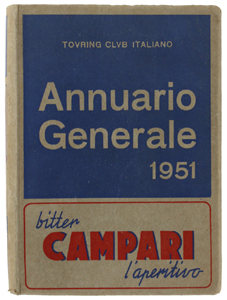 TOVRING CLVB ITALIANO
Annuario
Generale
1951
bitter
CAMPARI
l'aperitivo